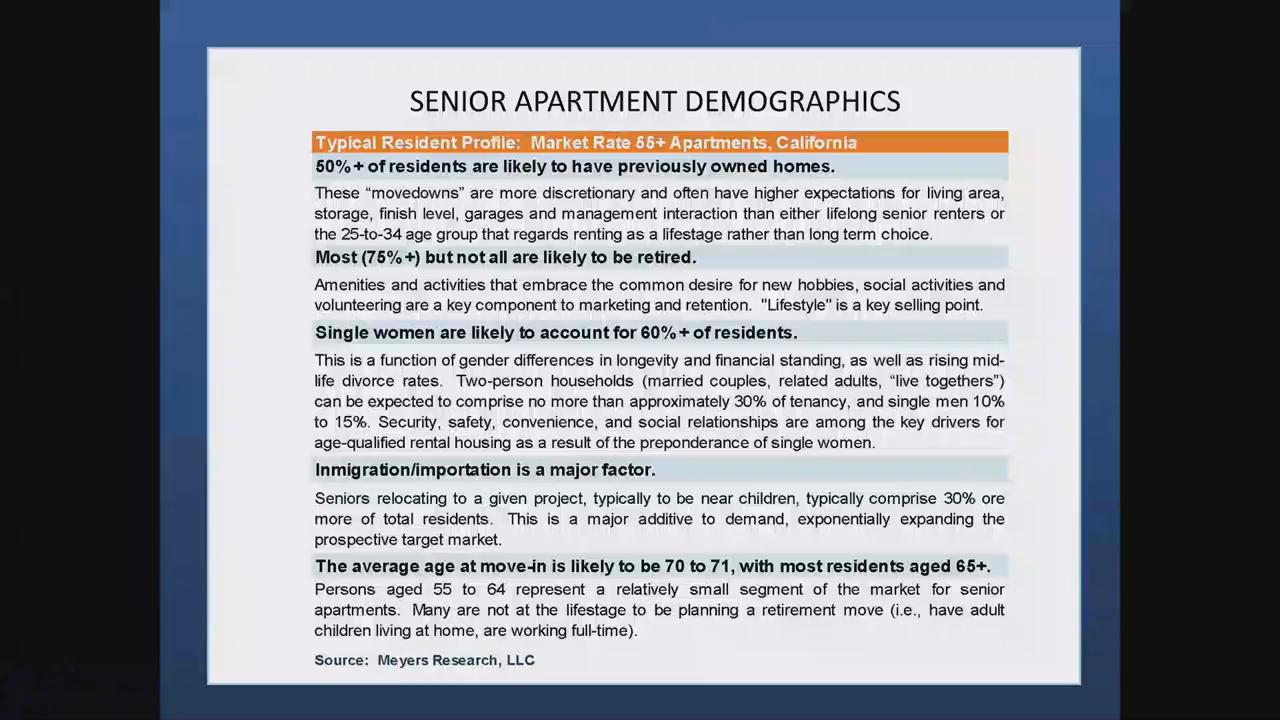 SENIOR APARTMENT DEMOGRAPHICS
Typical Resident Profile: Market Rate 55+ Apartments, California
50%+ of residents are likely to have previously owned homes.
These “movedowns” are more discretionary and often have higher expectations for living area,
storage, finish level, garages and management interaction than either lifelong senior renters or
the 25-to-34 age group that regards renting as a lifestage rather than long term choice.
Most (75%+) but not all are likely to be retired.
Amenities and activities that embrace the common desire for new hobbies, social activities and
volunteering are a key component to marketing and retention. "Lifestyle" is a key selling point.
Single women are likely to account for 60%+ of residents.
This is a function of gender differences in longevity and financial standing, as well as rising mid-
life divorce rates. Two-person households (married couples, related adults, “live togethers”)
can be expected to comprise no more than approximately 30% of tenancy, and single men 10%
to 15%. Security, safety, convenience, and social relationships are among the key drivers for
age-qualified rental housing as a result of the preponderance of single women.
Inmigration/importation is a major factor.
Seniors relocating to a given project, typically to be near children, typically comprise 30% ore
more of total residents. This is a major additive to demand, exponentially expanding the
prospective target market.
The average age at move-in is likely to be 70 to 71, with most residents aged 65+.
Persons aged 55 to 64 represent a relatively small segment of the market for senior
apartments. Many are not at the lifestage to be planning a retirement move (i.e., have adult
children living at home, are working full-time).
Source: Meyers Research, LLC